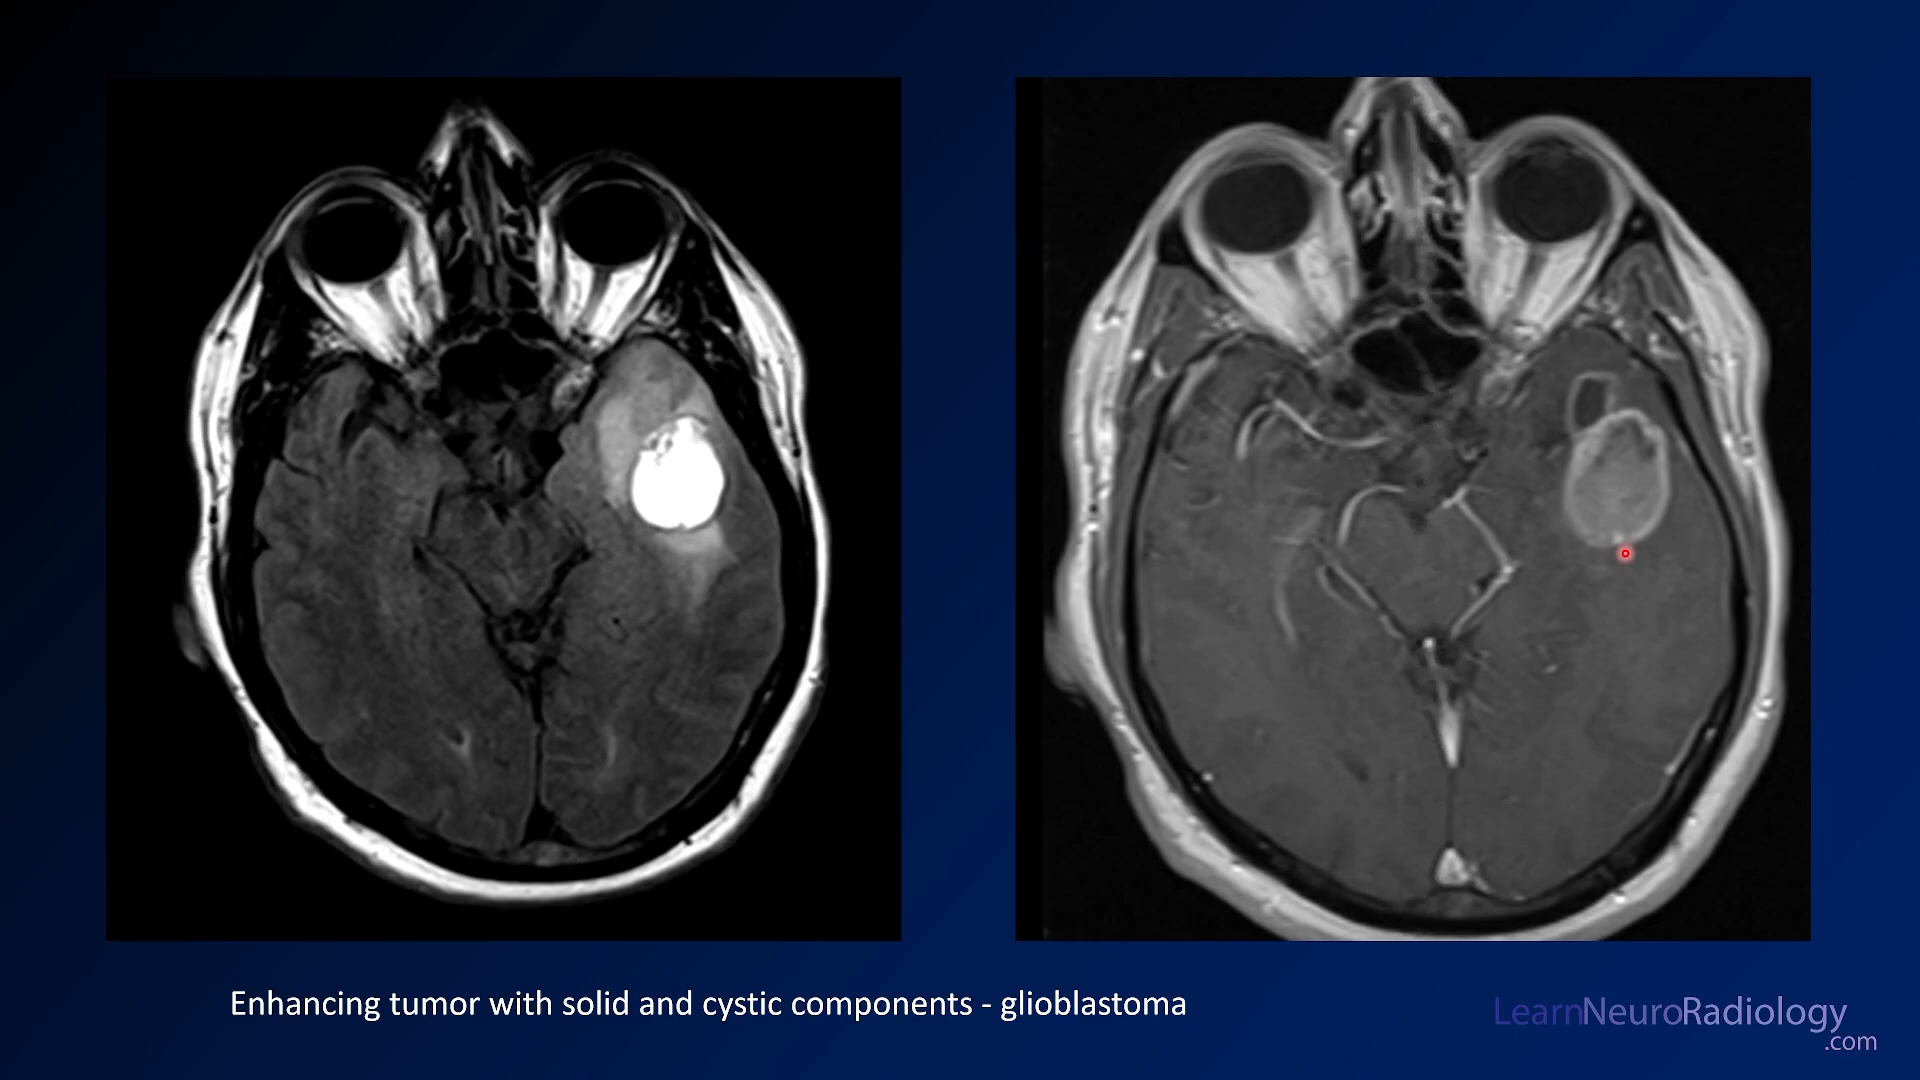 Enhancing tumor with solid and cystic components - glioblastoma
LearnNeuroRadiology
.com